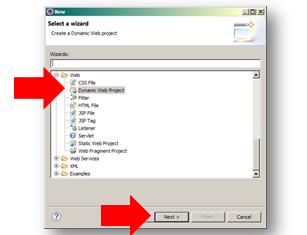 New
Select a wizard
Create a Dynamic Web project
Wizards:
Web
CSS File
Dynamic Web Project
Filter
HTML File
JSP File
JSP Tag
Listener
Servlet
Static Web Project
Web Fragment Project
Web Services
XML
Examples
?
Next > Finish Cancel